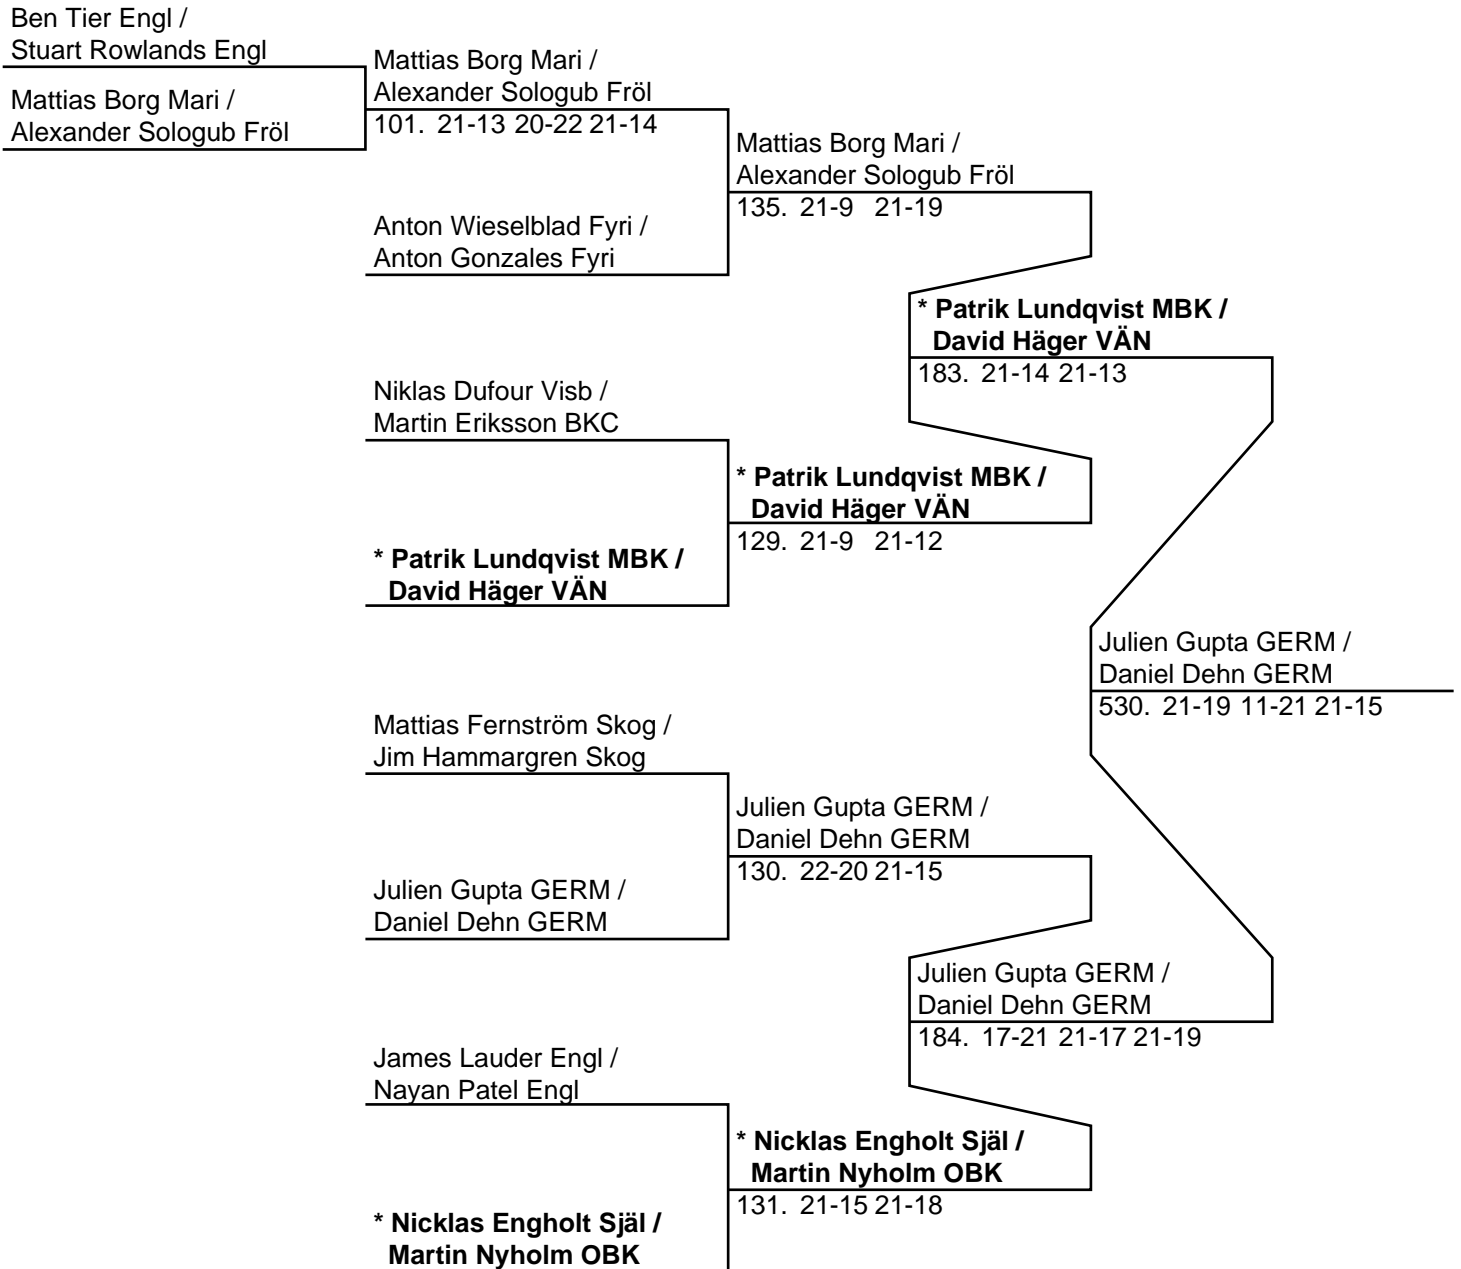 Ben Tier Engl /
Stuart Rowlands Engl
Mattias Borg Mari /
Alexander Sologub Fröl
Mattias Borg Mari /
Alexander Sologub Fröl
101. 21-13 20-22 21-14
Anton Wieselblad Fyri /
Anton Gonzales Fyri
Mattias Borg Mari /
Alexander Sologub Fröl
135. 21-9 21-19
Niklas Dufour Visb /
Martin Eriksson BKC
* Patrik Lundqvist MBK /
David Häger VÄN
* Patrik Lundqvist MBK /
David Häger VÄN
129. 21-9 21-12
* Patrik Lundqvist MBK /
David Häger VÄN
183. 21-14 21-13
Mattias Fernström Skog /
Jim Hammargren Skog
Julien Gupta GERM /
Daniel Dehn GERM
Julien Gupta GERM /
Daniel Dehn GERM
130. 22-20 21-15
James Lauder Engl /
Nayan Patel Engl
* Nicklas Engholt Själ /
Martin Nyholm OBK
* Nicklas Engholt Själ /
Martin Nyholm OBK
131. 21-15 21-18
Julien Gupta GERM /
Daniel Dehn GERM
184. 17-21 21-17 21-19
Julien Gupta GERM /
Daniel Dehn GERM
530. 21-19 11-21 21-15